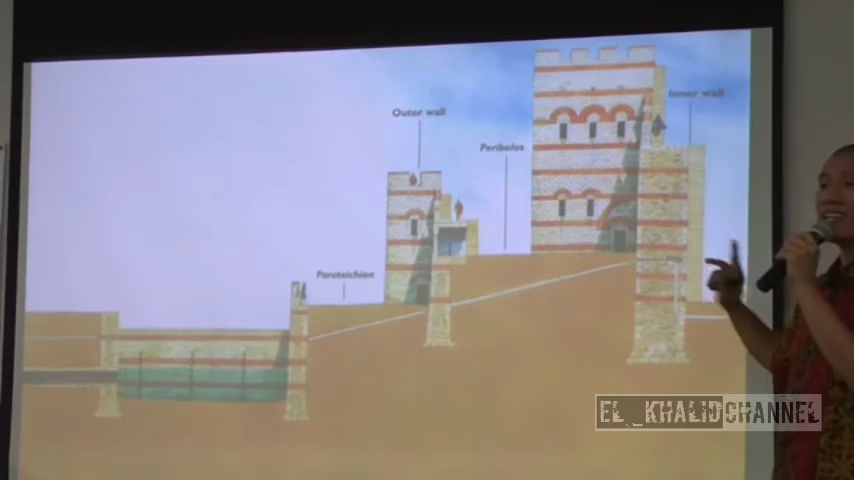 Outer wall
Inner wall
Peribolos
Parateichion
EL_KHALIDCHANNEL